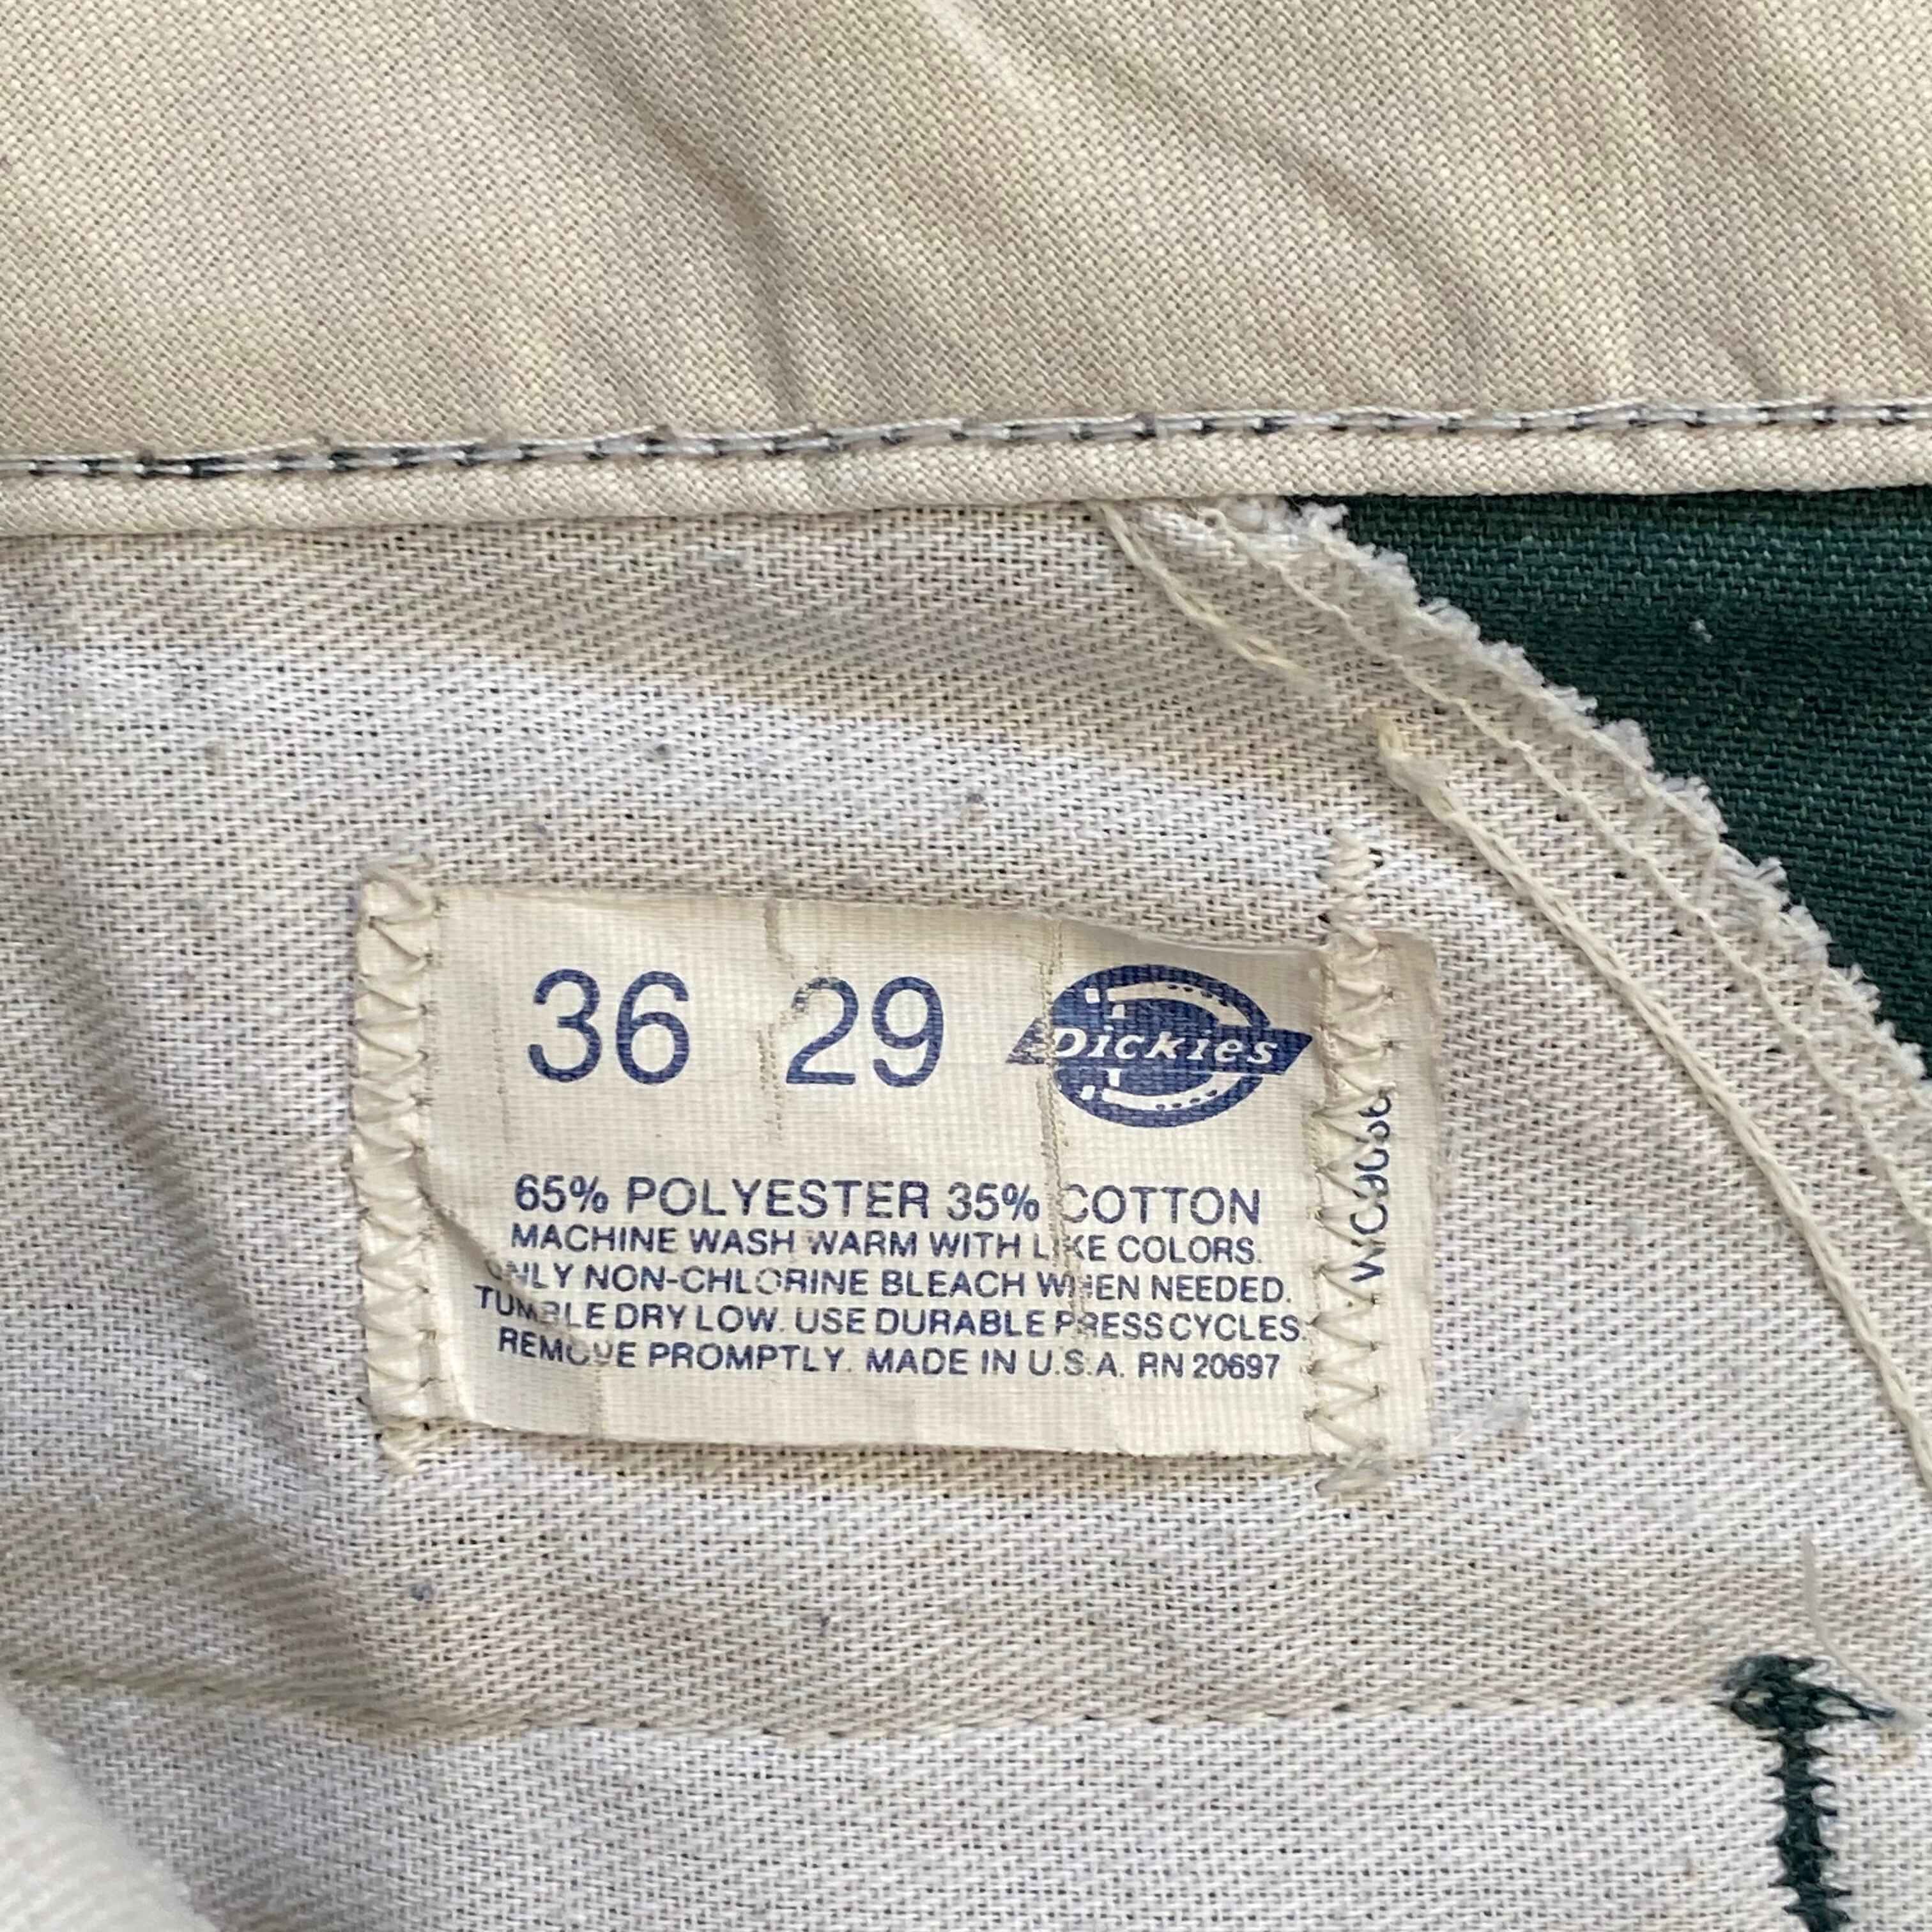 36 29 Dickies
65% POLYESTER 35% COTTON
MACHINE WASH WARM WITH LIKE COLORS.
ONLY NON-CHLORINE BLEACH WHEN NEEDED.
TUMBLE DRY LOW. USE DURABLE PRESS CYCLES.
REMOVE PROMPTLY. MADE IN U.S.A. RN 20697